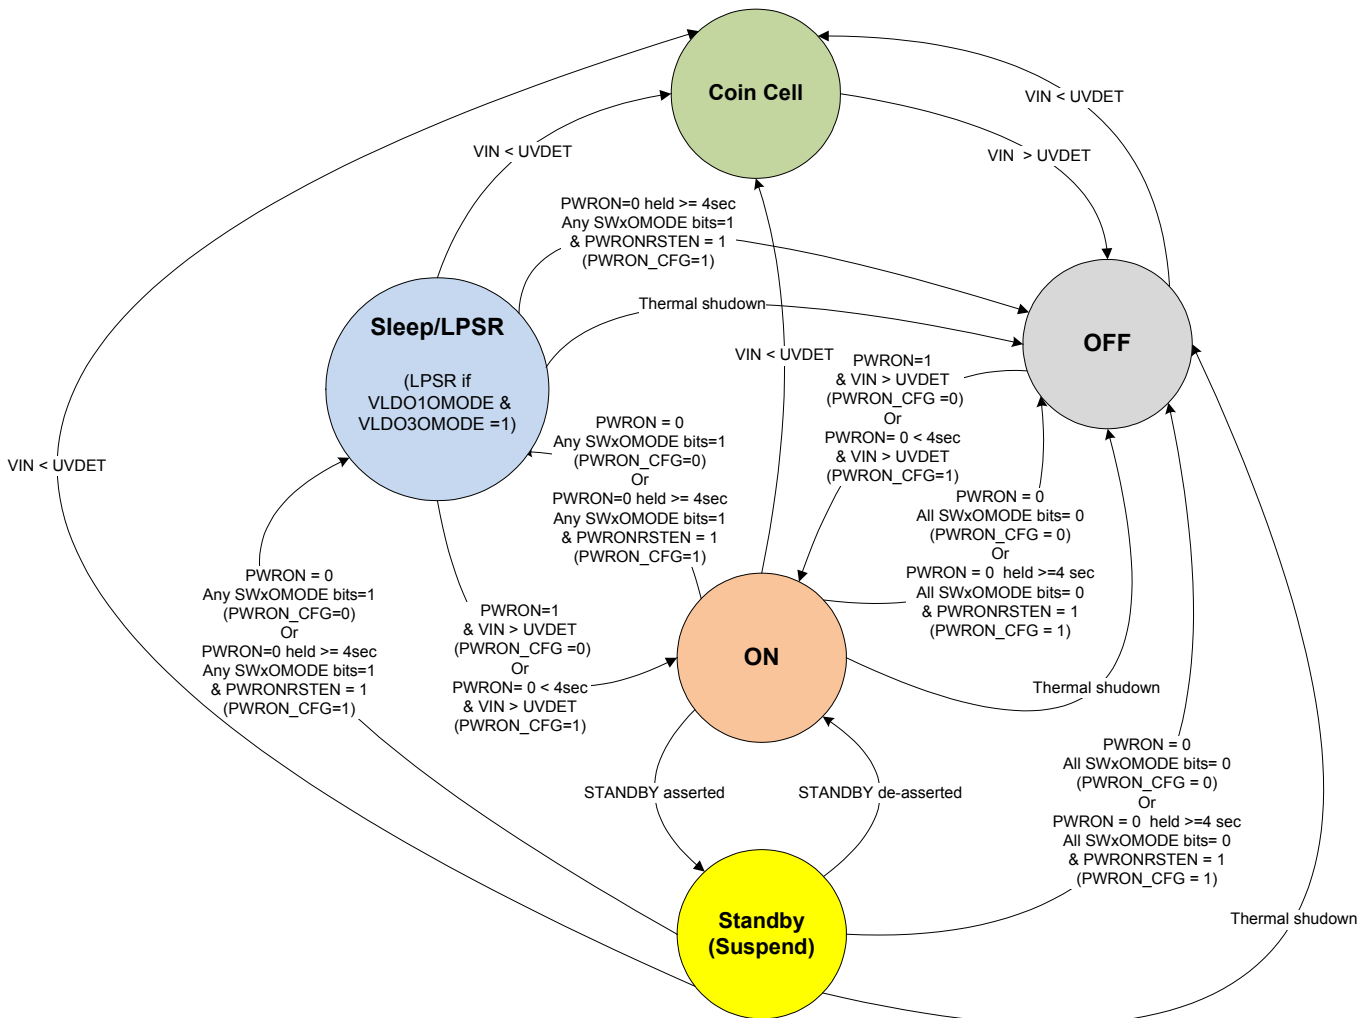 Coin Cell
VIN < UVDET
VIN > UVDET
VIN < UVDET
PWRON=0 held >= 4sec
Any SWxOMODE bits=1
& PWRONRSTEN = 1
(PWRON_CFG=1)
Thermal shudown
Sleep/LPSR
(LPSR if
VLDO1OMODE &
VLDO3OMODE =1)
OFF
VIN < UVDET
PWRON=1
& VIN > UVDET
(PWRON_CFG =0)
Or
PWRON= 0 < 4sec
& VIN > UVDET
(PWRON_CFG=1)
PWRON = 0
Any SWxOMODE bits=1
(PWRON_CFG=0)
Or
PWRON=0 held >= 4sec
Any SWxOMODE bits=1
& PWRONRSTEN = 1
(PWRON_CFG=1)
VIN < UVDET
PWRON = 0
All SWxOMODE bits= 0
(PWRON_CFG = 0)
Or
PWRON = 0 held >=4 sec
All SWxOMODE bits= 0
& PWRONRSTEN = 1
(PWRON_CFG = 1)
PWRON = 0
Any SWxOMODE bits=1
(PWRON_CFG=0)
Or
PWRON=0 held >= 4sec
Any SWxOMODE bits=1
& PWRONRSTEN = 1
(PWRON_CFG=1)
PWRON=1
& VIN > UVDET
(PWRON_CFG =0)
Or
PWRON= 0 < 4sec
& VIN > UVDET
(PWRON_CFG=1)
ON
Thermal shudown
STANDBY asserted
STANDBY de-asserted
PWRON = 0
All SWxOMODE bits= 0
(PWRON_CFG = 0)
Or
PWRON = 0 held >=4 sec
All SWxOMODE bits= 0
& PWRONRSTEN = 1
(PWRON_CFG = 1)
Standby
(Suspend)
Thermal shudown